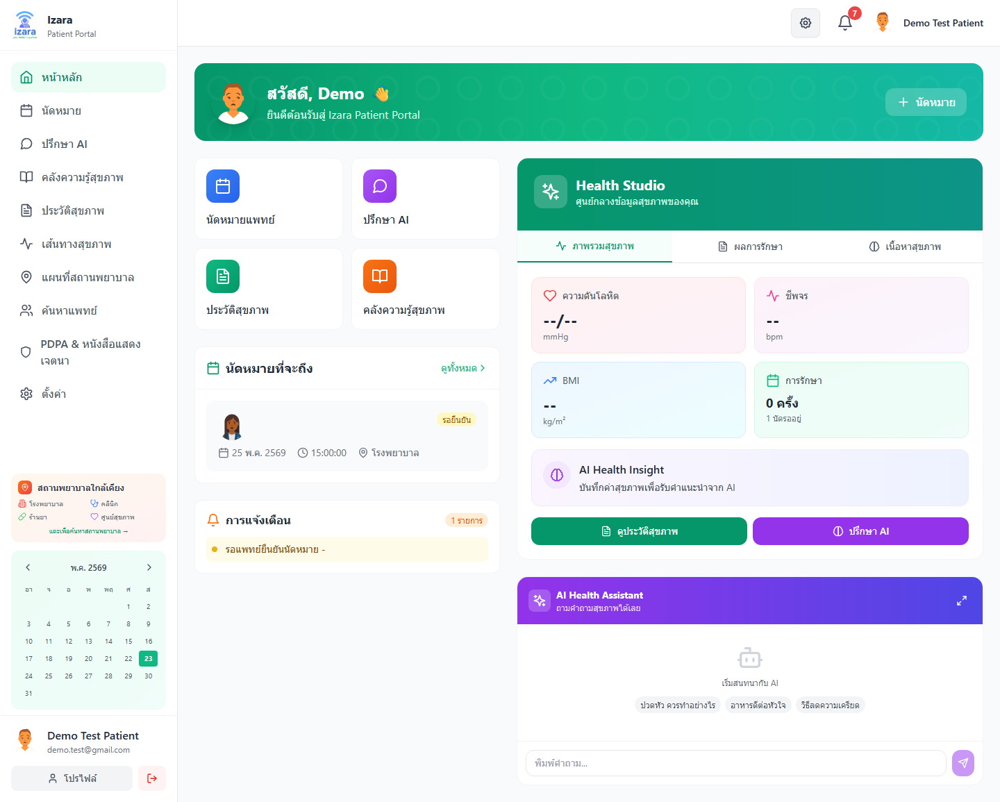 izara
Izara
Patient Portal
7
Demo Test Patient
หน้าหลัก
นัดหมาย
ปรึกษา AI
คลังความรู้สุขภาพ
ประวัติสุขภาพ
เส้นทางสุขภาพ
แผนที่สถานพยาบาล
ค้นหาแพทย์
PDPA & หนังสือแสดง
เจตนา
ตั้งค่า
สถานพยาบาลใกล้เคียง
โรงพยาบาล
คลินิก
ร้านยา
ศูนย์สุขภาพ
แตะเพื่อค้นหาสถานพยาบาล →
พ.ค. 2569
อา จ อ พ พฤ ศ ส
1 2
3 4 5 6 7 8 9
10 11 12 13 14 15 16
17 18 19 20 21 22 23
24 25 26 27 28 29 30
31
Demo Test Patient
demo.test@gmail.com
โปรไฟล์
สวัสดี, Demo 👋
ยินดีต้อนรับสู่ Izara Patient Portal
นัดหมาย
นัดหมายแพทย์
ปรึกษา AI
ประวัติสุขภาพ
คลังความรู้สุขภาพ
นัดหมายที่จะถึง
ดูทั้งหมด
รอยืนยัน
25 พ.ค. 2569
15:00:00
โรงพยาบาล
การแจ้งเตือน
1 รายการ
รอแพทย์ยืนยันนัดหมาย -
Health Studio
ศูนย์กลางข้อมูลสุขภาพของคุณ
ภาพรวมสุขภาพ
ผลการรักษา
เนื้อหาสุขภาพ
ความดันโลหิต
--/--
mmHg
ชีพจร
--
bpm
BMI
--
kg/m²
การรักษา
0 ครั้ง
1 นัดรออยู่
AI Health Insight
บันทึกค่าสุขภาพเพื่อรับคำแนะนำจาก AI
ดูประวัติสุขภาพ
ปรึกษา AI
AI Health Assistant
ถามคำถามสุขภาพได้เลย
เริ่มสนทนากับ AI
ปวดหัว ควรทำอย่างไร
อาหารดีต่อหัวใจ
วิธีลดความเครียด
พิมพ์คำถาม...